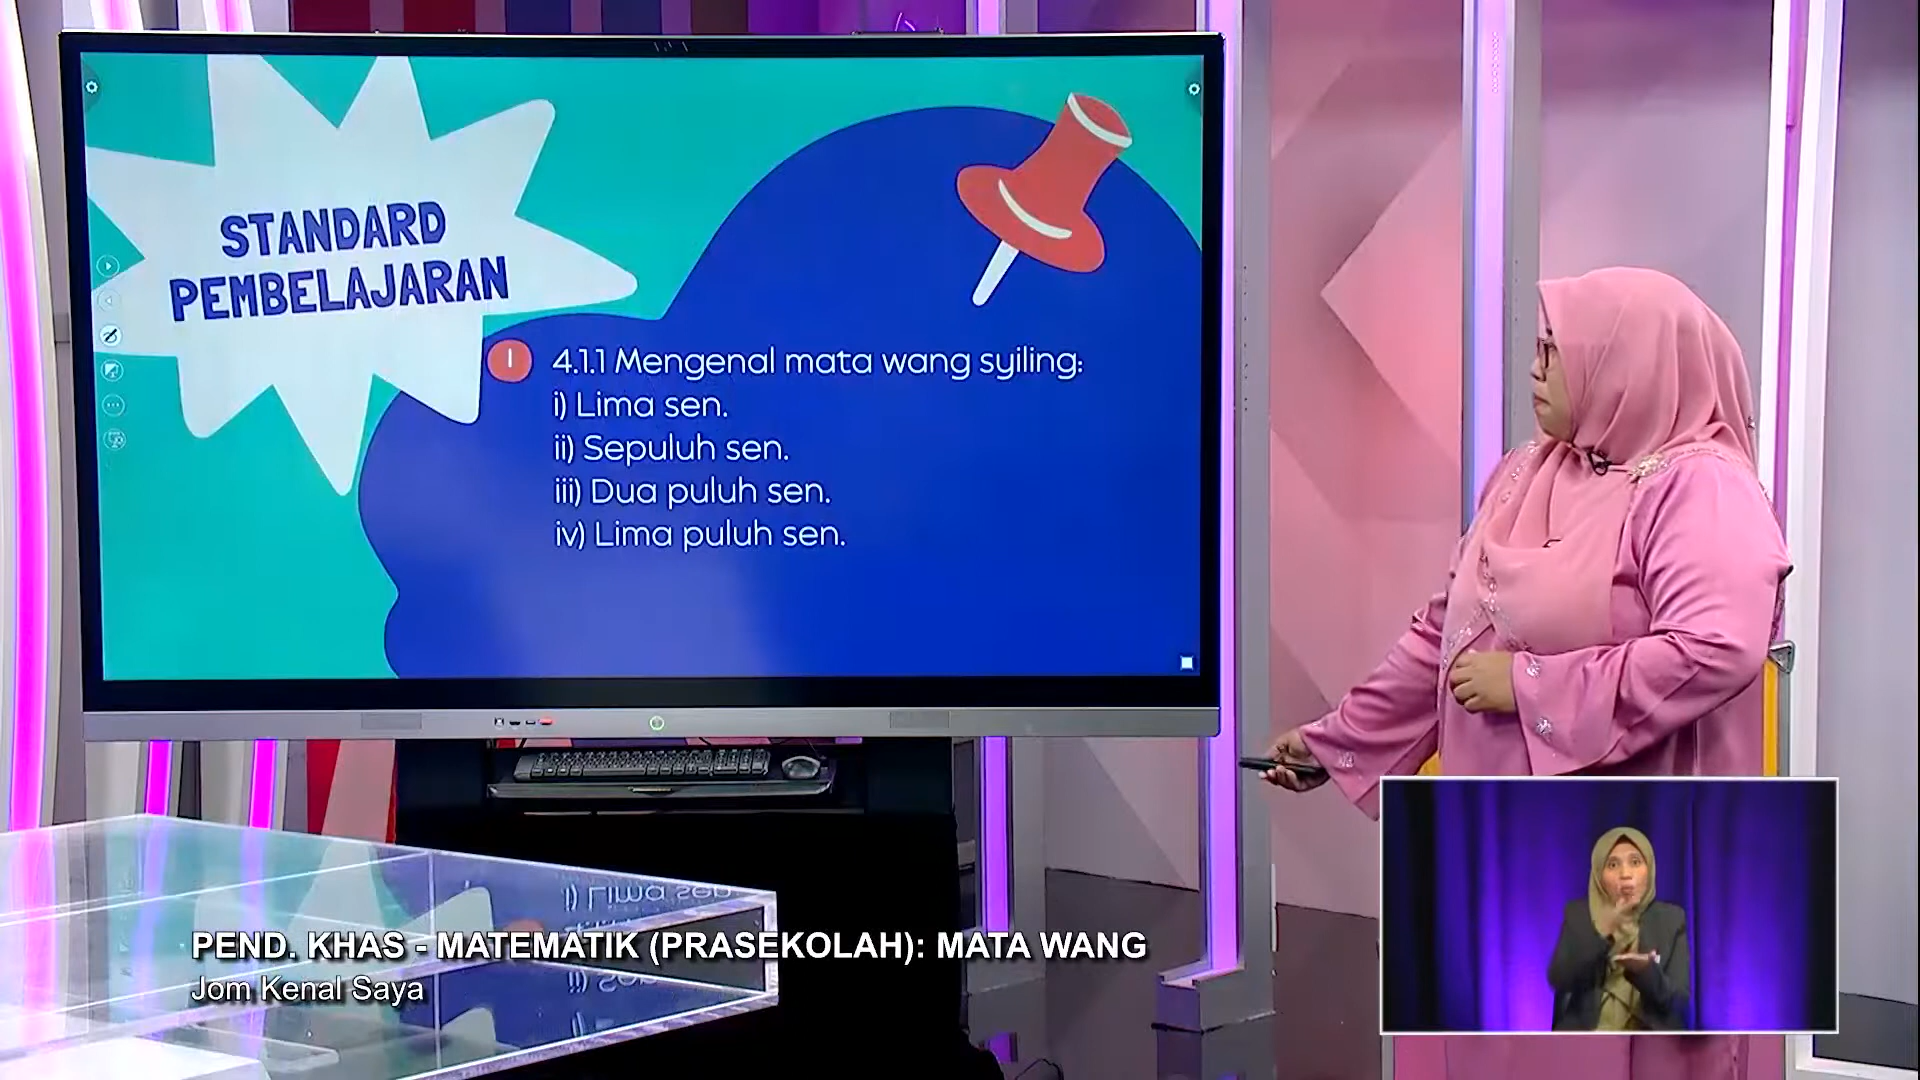 STANDARD
PEMBELAJARAN
1
4.1.1 Mengenal mata wang syiling:
i) Lima sen.
ii) Sepuluh sen.
iii) Dua puluh sen.
iv) Lima puluh sen.
PEND. KHAS - MATEMATIK (PRASEKOLAH): MATA WANG
Jom Kenal Saya